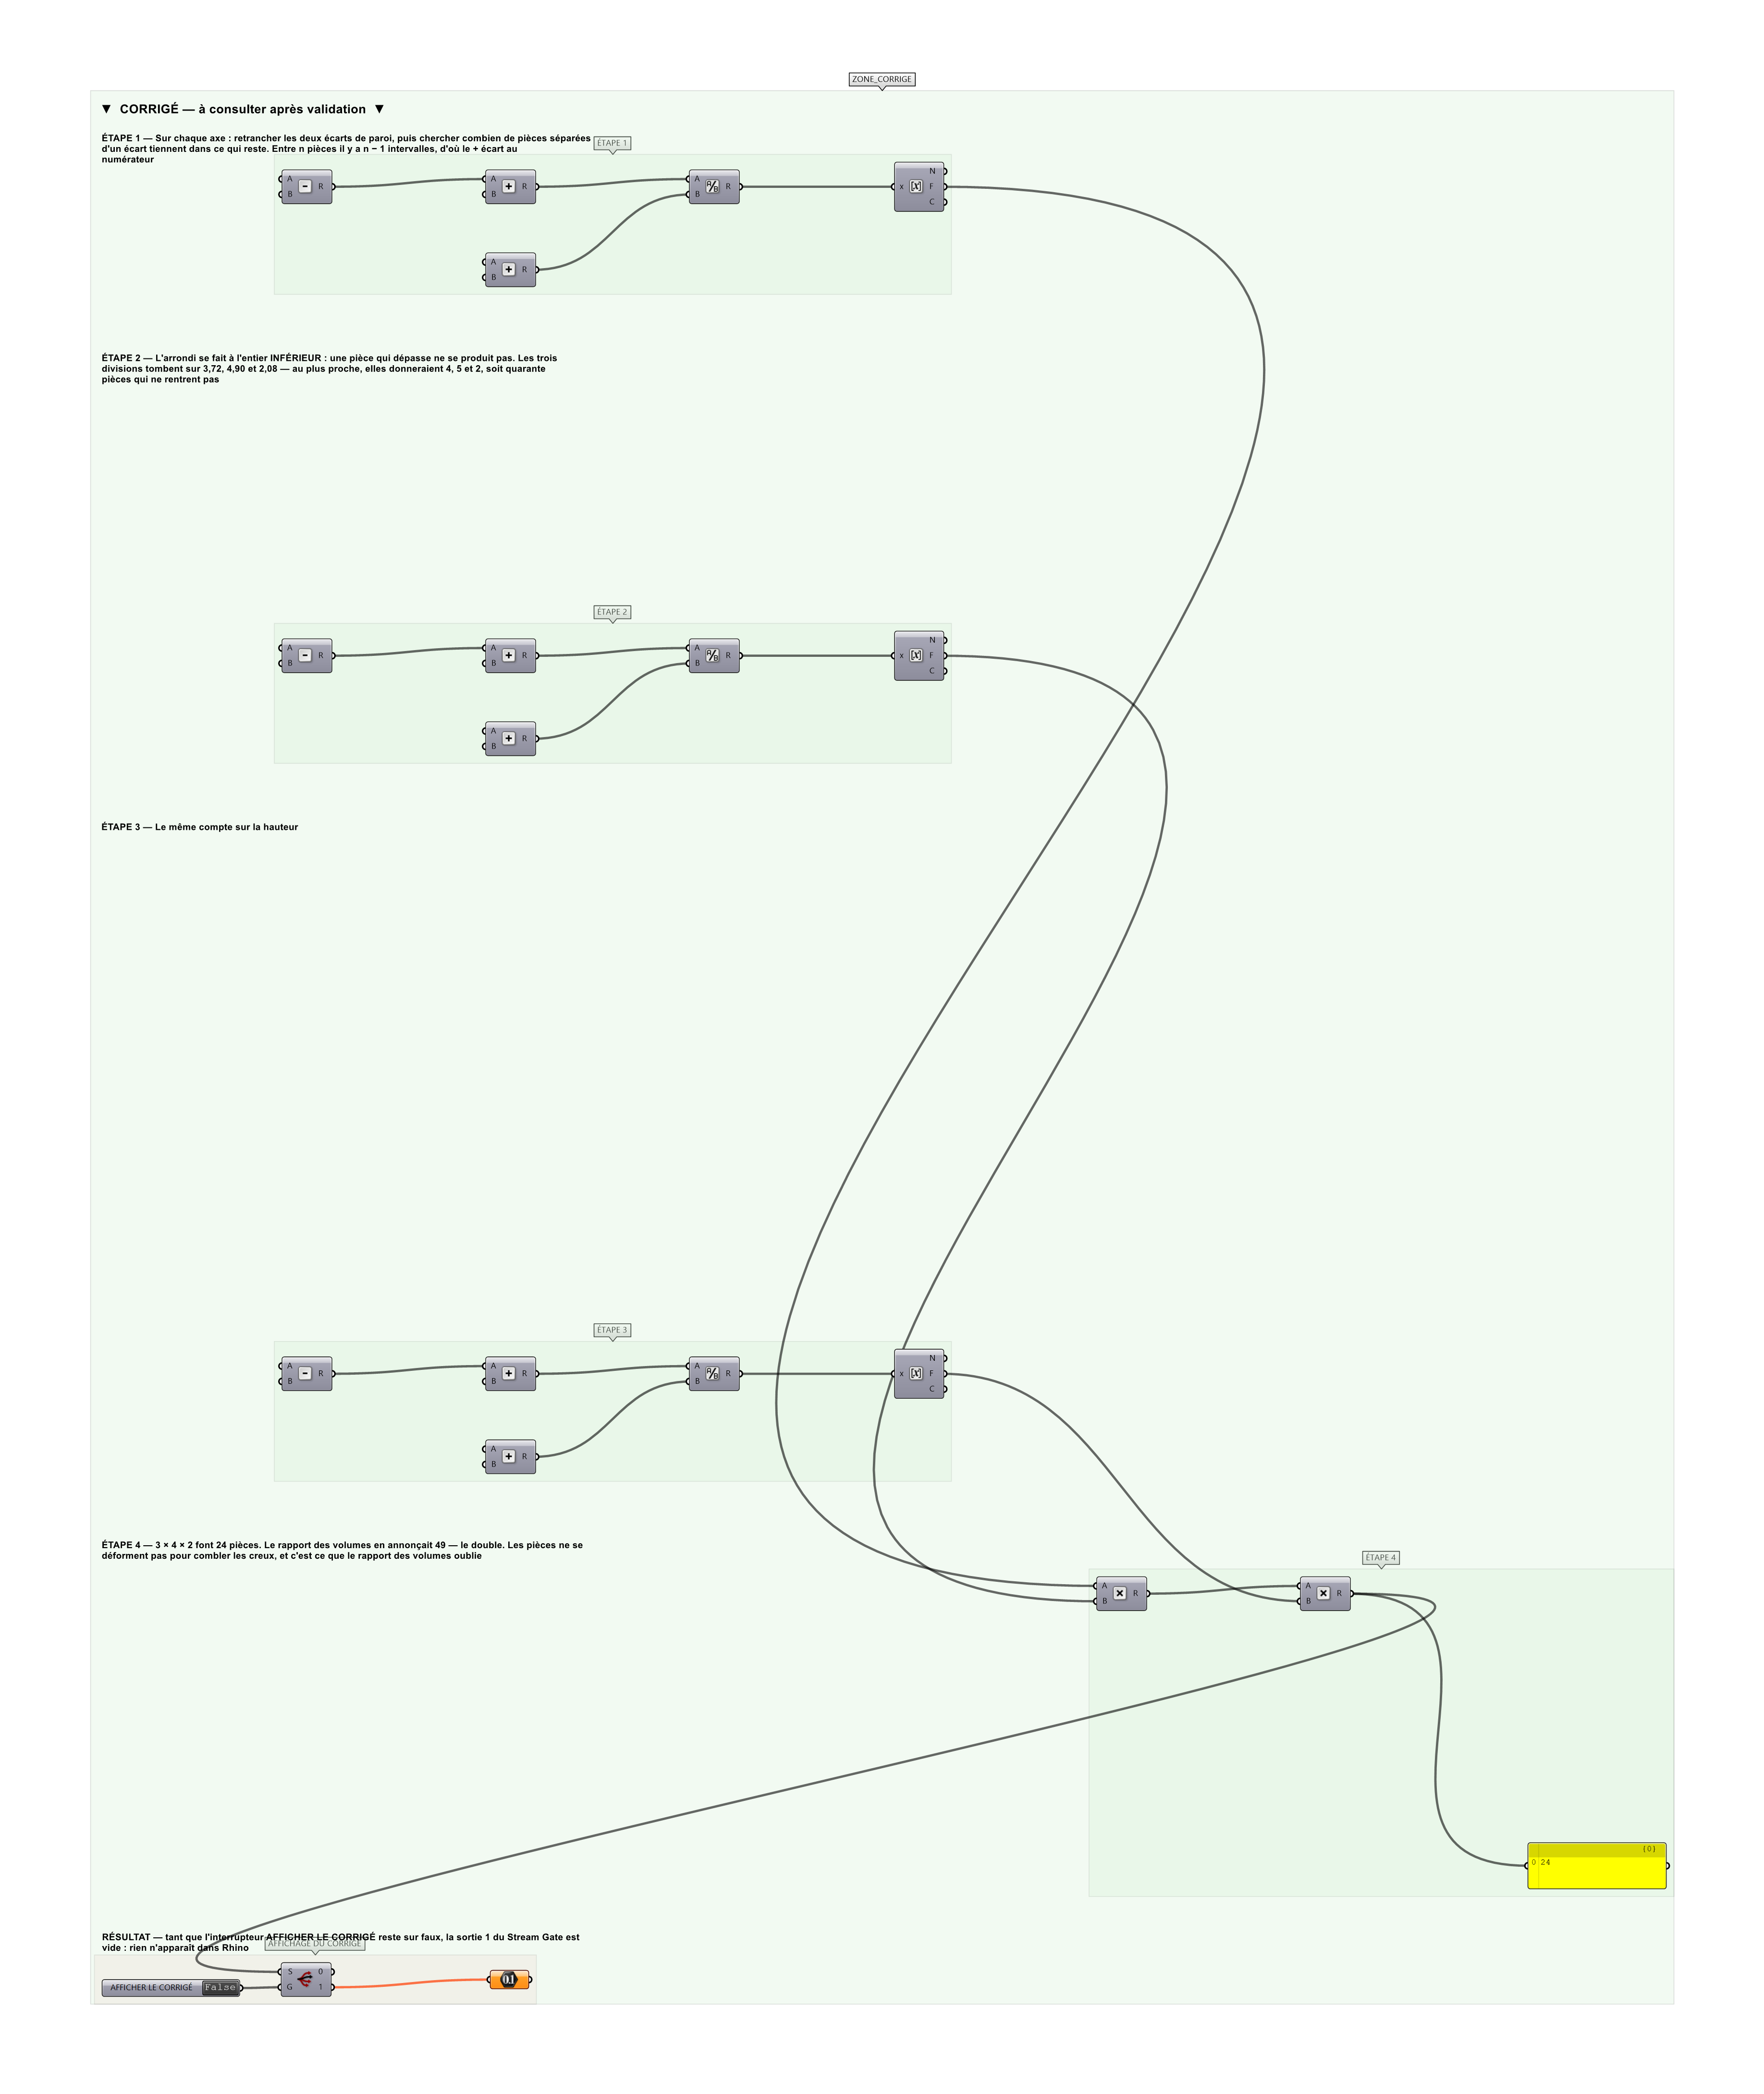 ZONE_CORRIGE
▼ CORRIGÉ — à consulter après validation ▼
ÉTAPE 1 — Sur chaque axe : retrancher les deux écarts de paroi, puis chercher combien de pièces séparées
d'un écart tiennent dans ce qui reste. Entre n pièces il y a n − 1 intervalles, d'où le + écart au
numérateur
ÉTAPE 1
A B R
A B R
A/B
A B R
x [x] N F C
A B R
ÉTAPE 2 — L'arrondi se fait à l'entier INFÉRIEUR : une pièce qui dépasse ne se produit pas. Les trois
divisions tombent sur 3,72, 4,90 et 2,08 — au plus proche, elles donneraient 4, 5 et 2, soit quarante
pièces qui ne rentrent pas
ÉTAPE 2
A B R
A B R
A/B
A B R
x [x] N F C
A B R
ÉTAPE 3 — Le même compte sur la hauteur
ÉTAPE 3
A B R
A B R
A/B
A B R
x [x] N F C
A B R
ÉTAPE 4 — 3 × 4 × 2 font 24 pièces. Le rapport des volumes en annonçait 49 — le double. Les pièces ne se
déforment pas pour combler les creux, et c'est ce que le rapport des volumes oublie
ÉTAPE 4
A B R
A B R
{0}
0 24
RÉSULTAT — tant que l'interrupteur AFFICHER LE CORRIGÉ reste sur faux, la sortie 1 du Stream Gate est
vide : rien n'apparaît dans Rhino
AFFICHAGE DU CORRIGÉ
AFFICHER LE CORRIGÉ False
S G 0 1
0.1